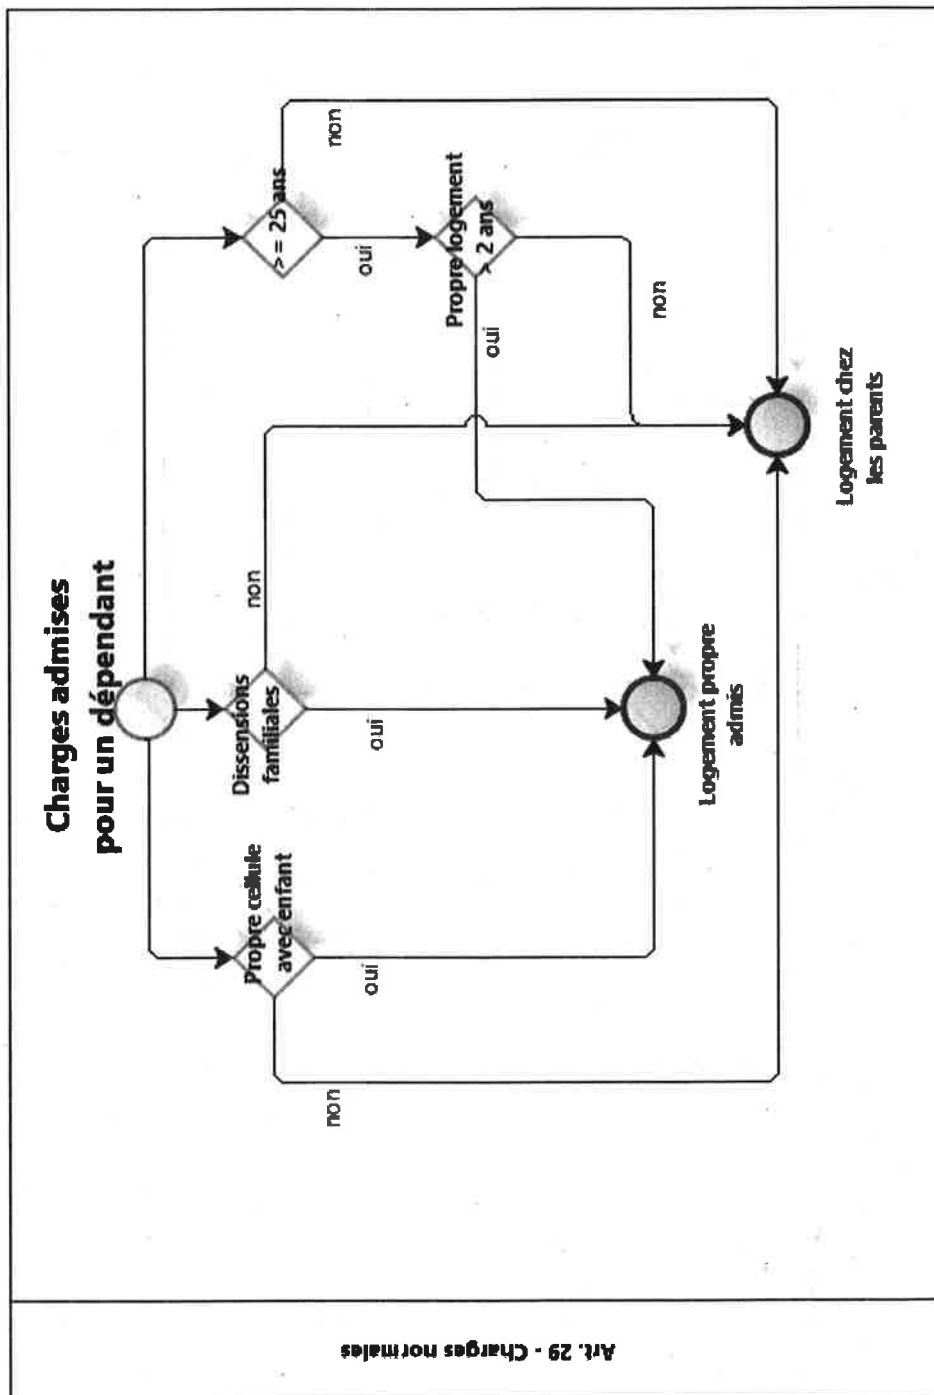 Art. 29 - Charges normales
Charges admises
pour un dépendant
Propre cellule
avec enfant
oui
non
Dissensions
familiales
non
oui
> = 25 ans
non
oui
Propre logement
> 2 ans
oui
non
Logement propre
admis
Logement chez
les parents